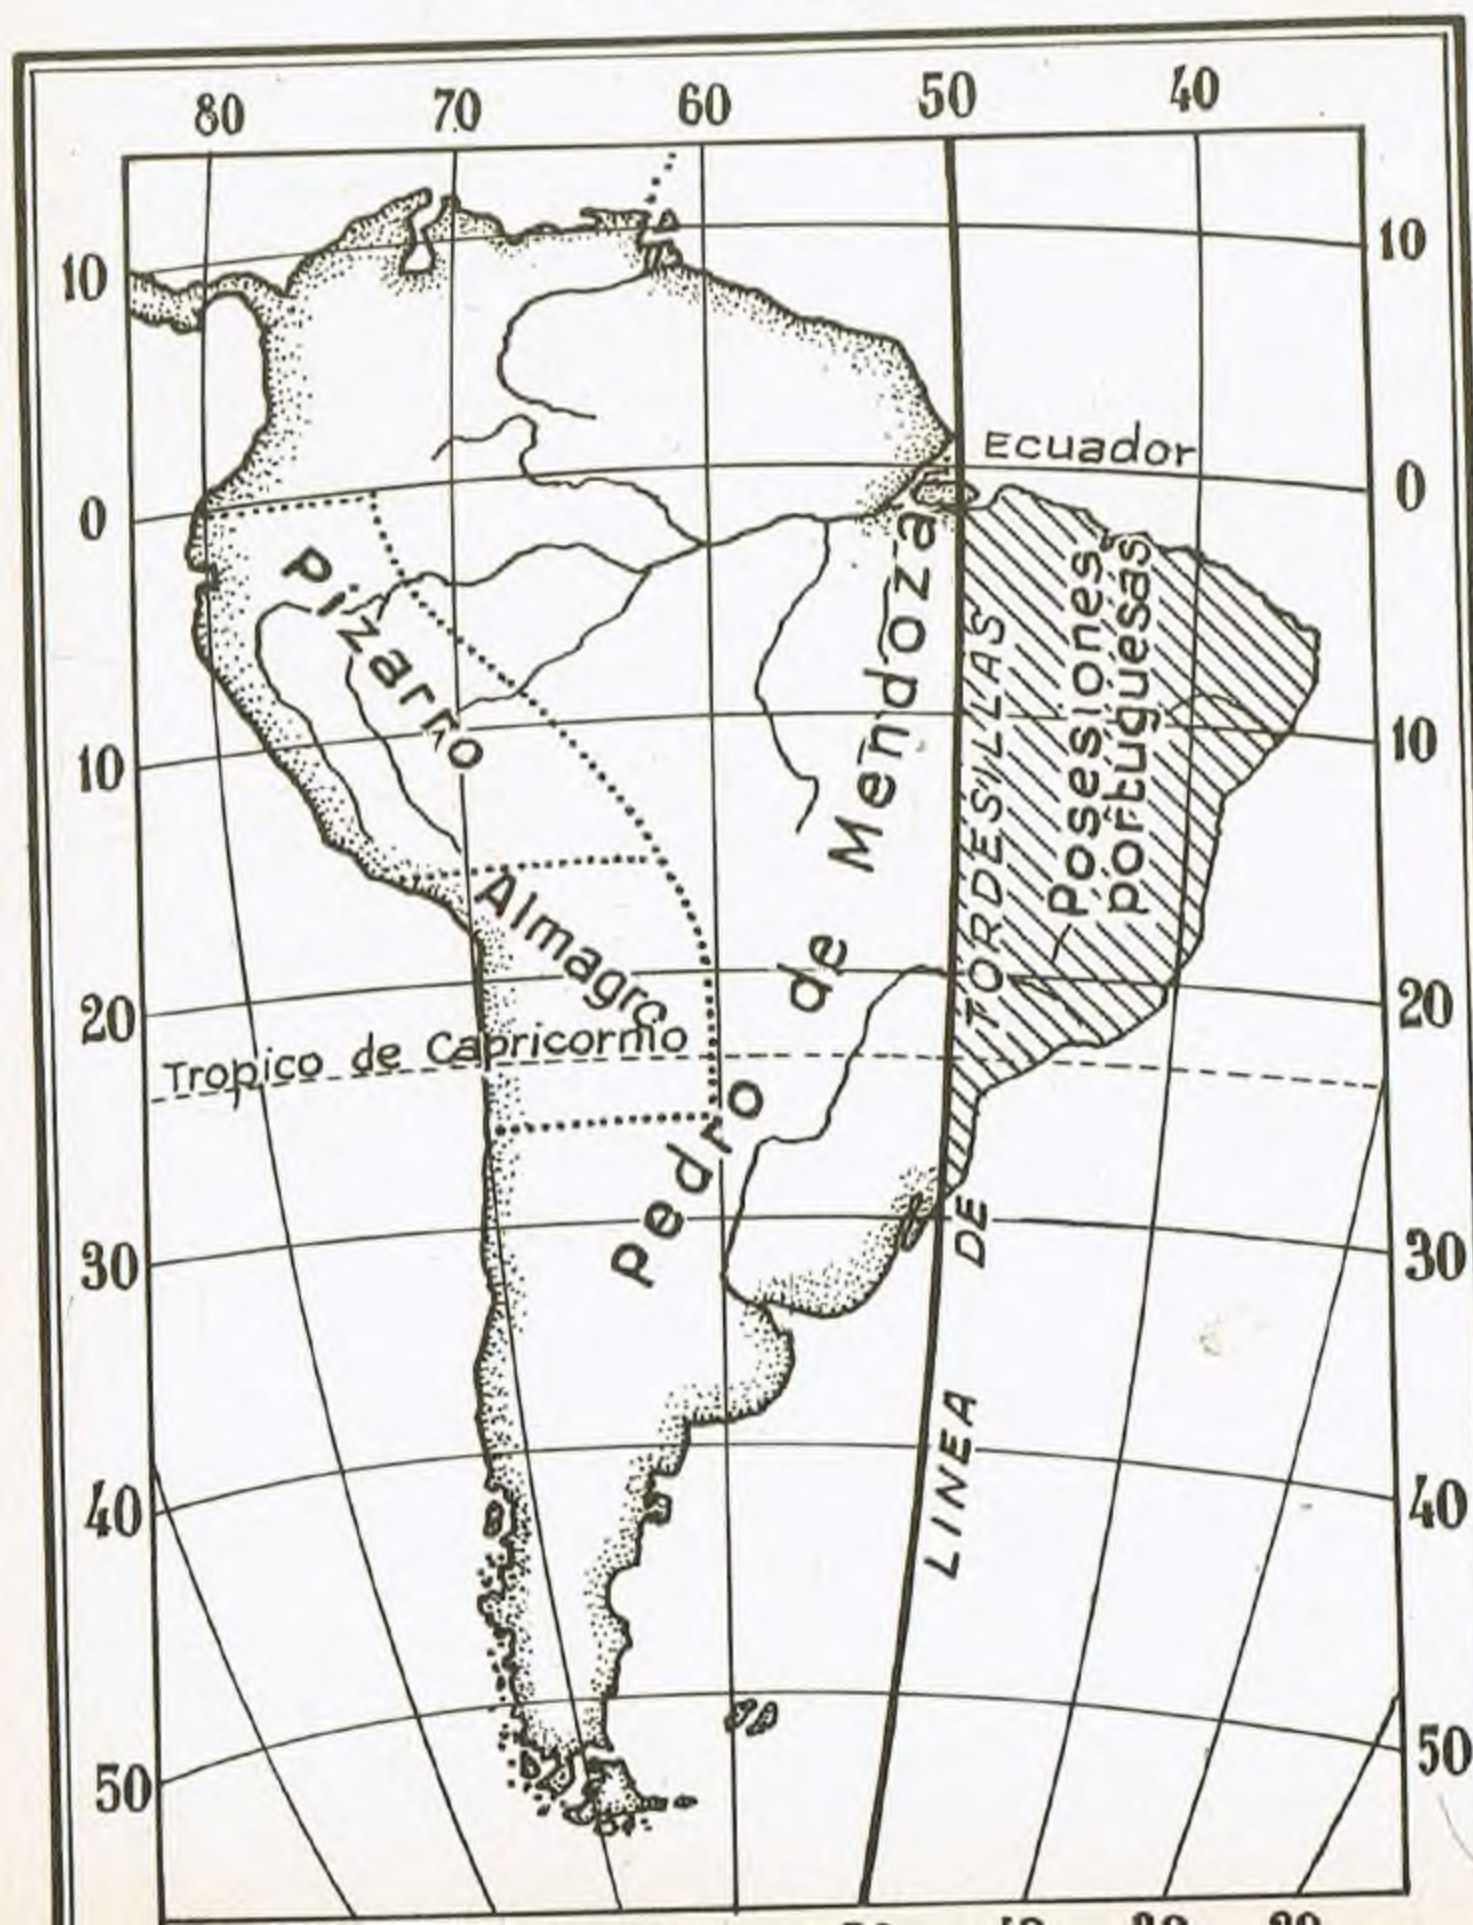 80 70 60 50 40
10 10
Ecuador
0 0
Pizarro
Pedro de Mendoza
Posesiones
portuguesas
LINEA DE TORDESILLAS
10 10
Almagro
20 20
Tropico de Capricornio
30 30
40 40
50 50